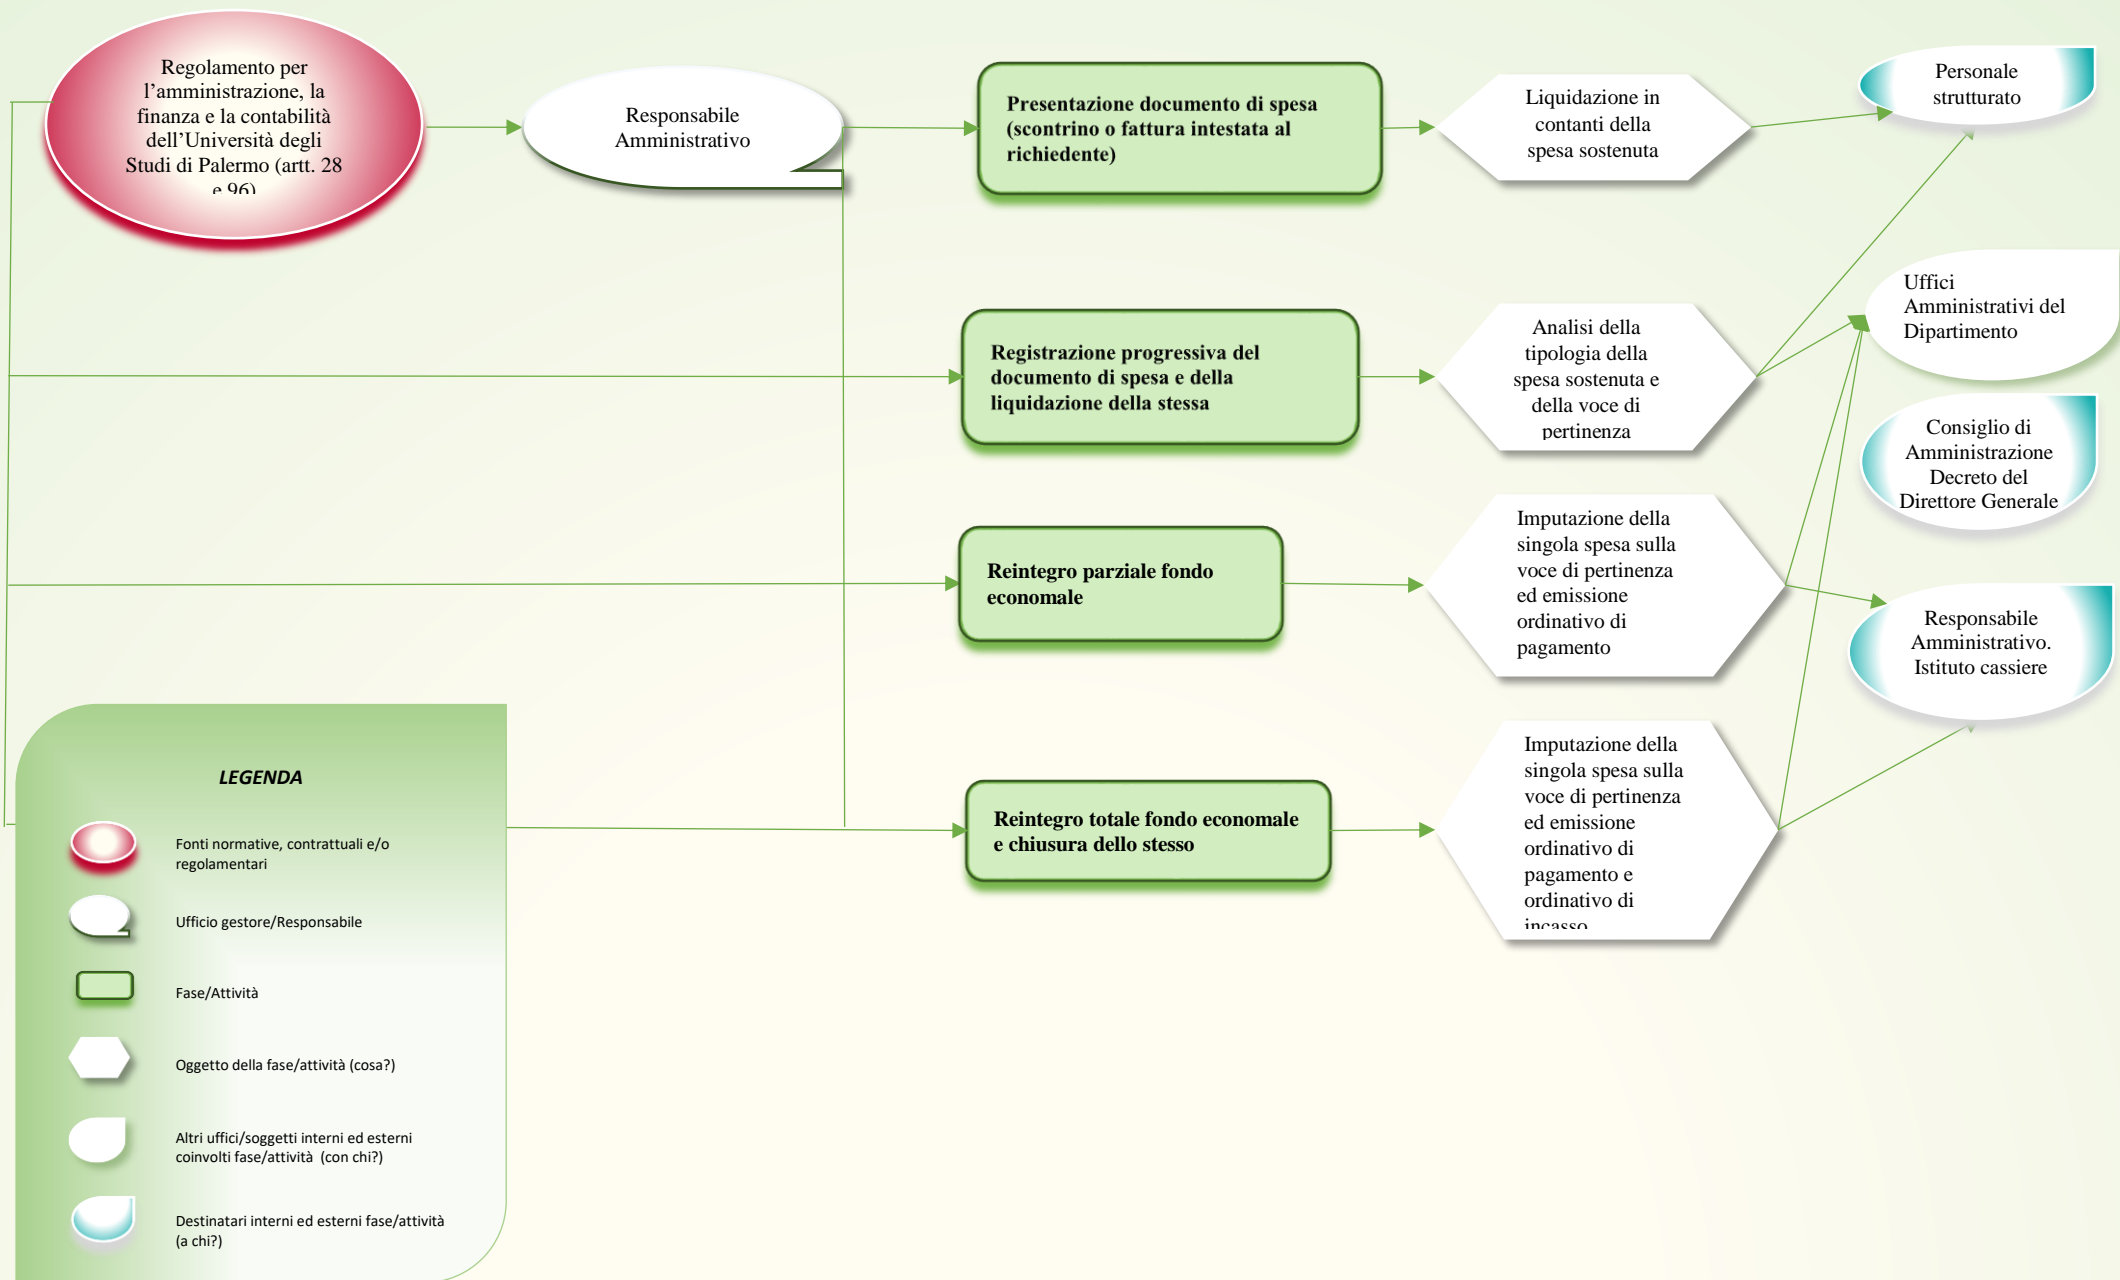 Regolamento per
l’amministrazione, la
finanza e la contabilità
dell’Università degli
Studi di Palermo (artt. 28
e 96)
Responsabile
Amministrativo
Presentazione documento di spesa
(scontrino o fattura intestata al
richiedente)
Liquidazione in
contanti della
spesa sostenuta
Personale
strutturato
Registrazione progressiva del
documento di spesa e della
liquidazione della stessa
Analisi della
tipologia della
spesa sostenuta e
della voce di
pertinenza
Uffici
Amministrativi del
Dipartimento
Consiglio di
Amministrazione
Decreto del
Direttore Generale
Reintegro parziale fondo
economale
Imputazione della
singola spesa sulla
voce di pertinenza
ed emissione
ordinativo di
pagamento
Responsabile
Amministrativo.
Istituto cassiere
Reintegro totale fondo economale
e chiusura dello stesso
Imputazione della
singola spesa sulla
voce di pertinenza
ed emissione
ordinativo di
pagamento e
ordinativo di
incasso
LEGENDA
Fonti normative, contrattuali e/o
regolamentari
Ufficio gestore/Responsabile
Fase/Attività
Oggetto della fase/attività (cosa?)
Altri uffici/soggetti interni ed esterni
coinvolti fase/attività (con chi?)
Destinatari interni ed esterni fase/attività
(a chi?)